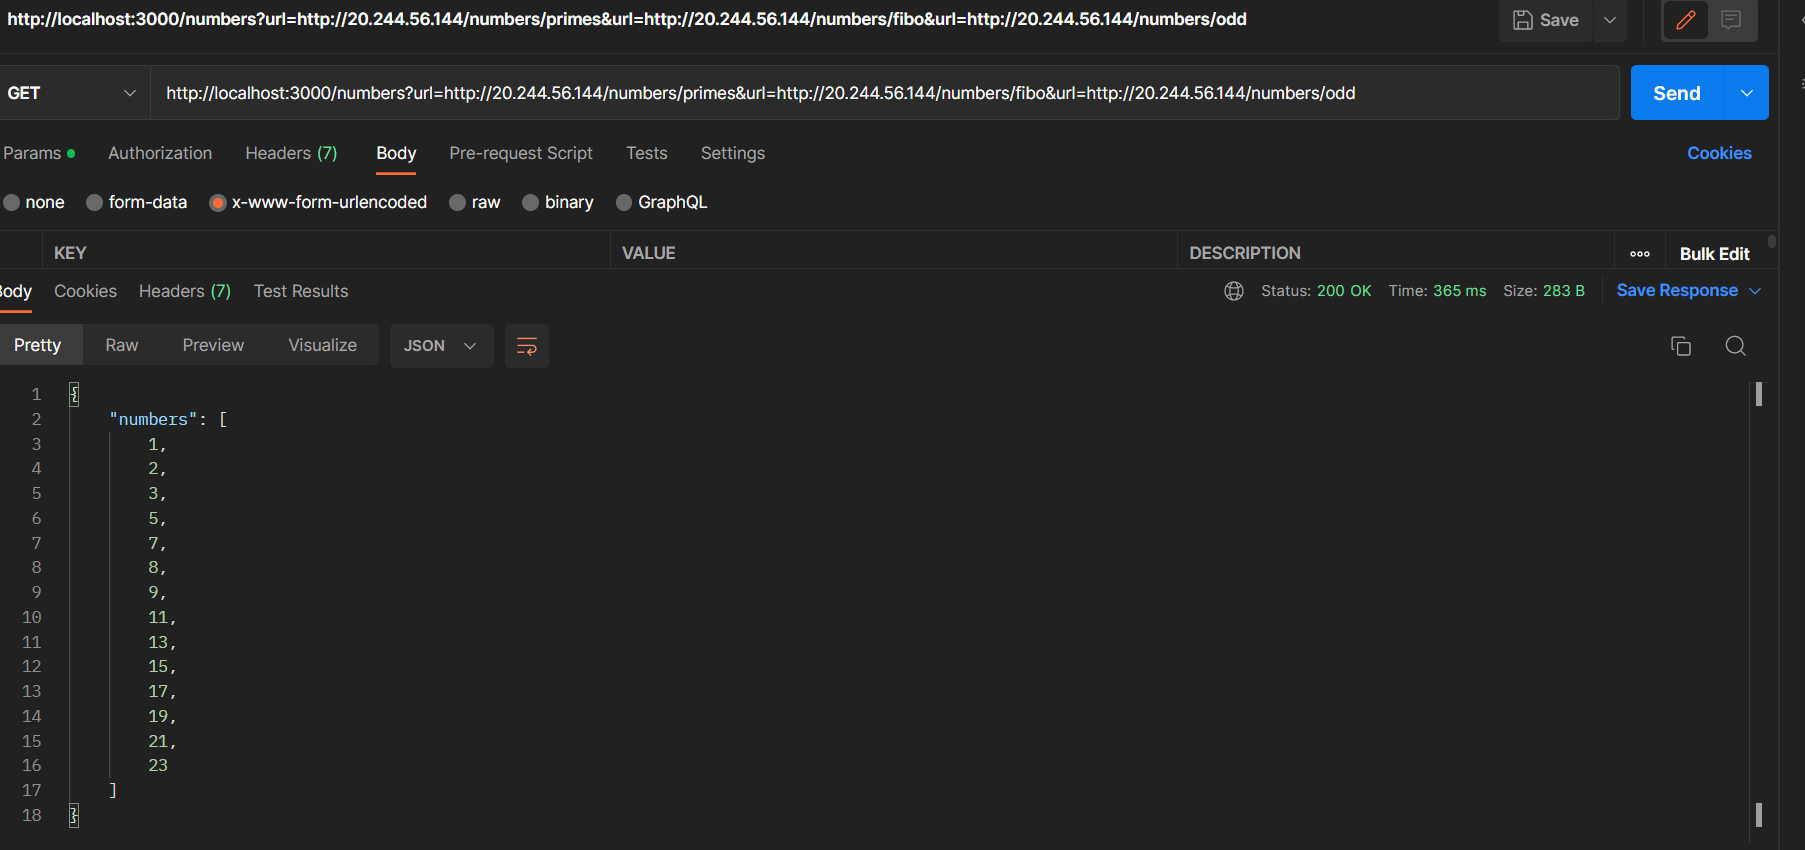 http://localhost:3000/numbers?url=http://20.244.56.144/numbers/primes&url=http://20.244.56.144/numbers/fibo&url=http://20.244.56.144/numbers/odd
Save
GET
http://localhost:3000/numbers?url=http://20.244.56.144/numbers/primes&url=http://20.244.56.144/numbers/fibo&url=http://20.244.56.144/numbers/odd
Send
Params Authorization Headers (7) Body Pre-request Script Tests Settings Cookies
none form-data x-www-form-urlencoded raw binary GraphQL
KEY VALUE DESCRIPTION Bulk Edit
Body Cookies Headers (7) Test Results Status: 200 OK Time: 365 ms Size: 283 B Save Response
Pretty Raw Preview Visualize JSON
1 {
2 "numbers": [
3 1,
4 2,
5 3,
6 5,
7 7,
8 8,
9 9,
10 11,
11 13,
12 15,
13 17,
14 19,
15 21,
16 23
17 ]
18 }